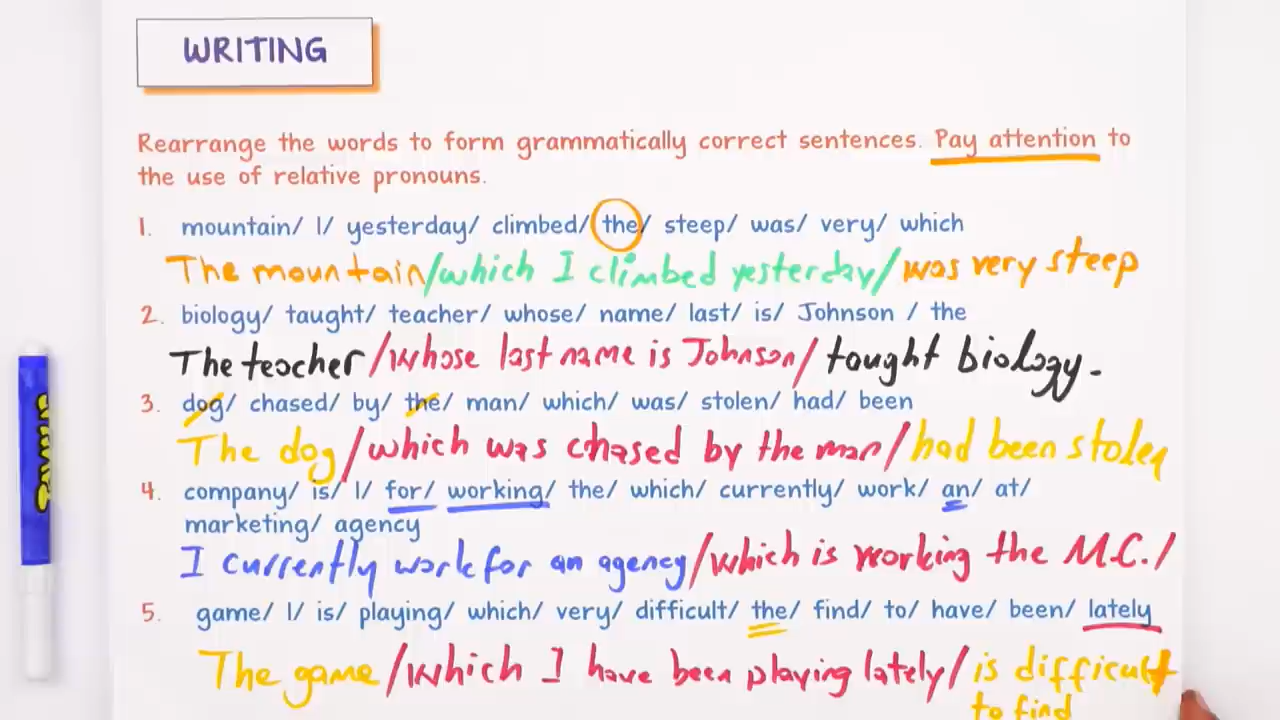 WRITING
Rearrange the words to form grammatically correct sentences. Pay attention to
the use of relative pronouns.
1. mountain/ I/ yesterday/ climbed/ the/ steep/ was/ very/ which
The mountain/which I climbed yesterday/was very steep
2. biology/ taught/ teacher/ whose/ name/ last/ is/ Johnson / the
The teacher/whose last name is Johnson/taught biology.
3. dog/ chased/ by/ the/ man/ which/ was/ stolen/ had/ been
The dog/which was chased by the man/had been stolen
4. company/ is/ I/ for/ working/ the/ which/ currently/ work/ an/ at/
marketing/ agency
I currently work for an agency/which is working the M.C./
5. game/ I/ is/ playing/ which/ very/ difficult/ the/ find/ to/ have/ been/ lately
The game/which I have been playing lately/is difficult
to find